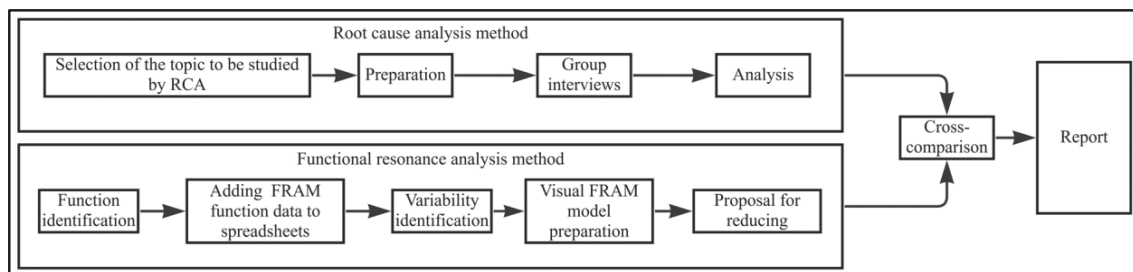 Root cause analysis method
Selection of the topic to be studied
by RCA
Preparation
Group
interviews
Analysis
Functional resonance analysis method
Function
identification
Adding FRAM
function data to
spreadsheets
Variability
identification
Visual FRAM
model
preparation
Proposal for
reducing
Cross-
comparison
Report